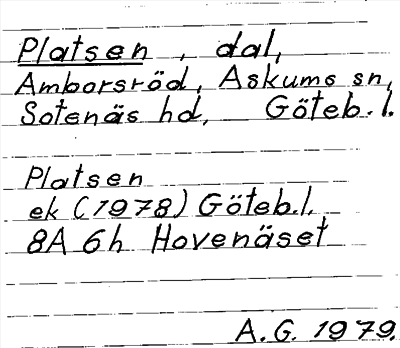 Platsen, dal,
Amborsröd, Askums sn,
Sotenäs hd, Göteb. l.
Platsen
ek (1978) Göteb. l.
8A 6h Hovenäset
A. G. 1979.